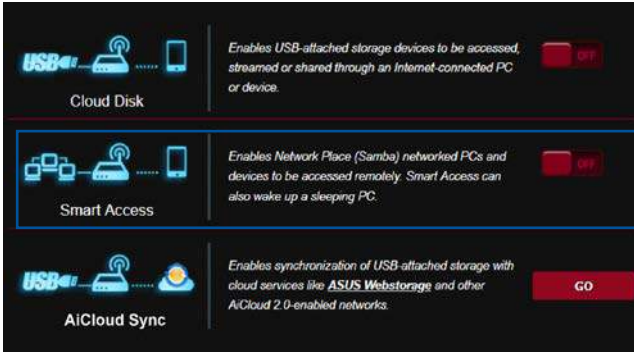 USB
Cloud Disk
Enables USB-attached storage devices to be accessed,
streamed or shared through an Internet-connected PC
or device.
OFF
Smart Access
Enables Network Place (Samba) networked PCs and
devices to be accessed remotely. Smart Access can
also wake up a sleeping PC.
OFF
USB
AiCloud Sync
Enables synchronization of USB-attached storage with
cloud services like ASUS Webstorage and other
AiCloud 2.0-enabled networks.
GO